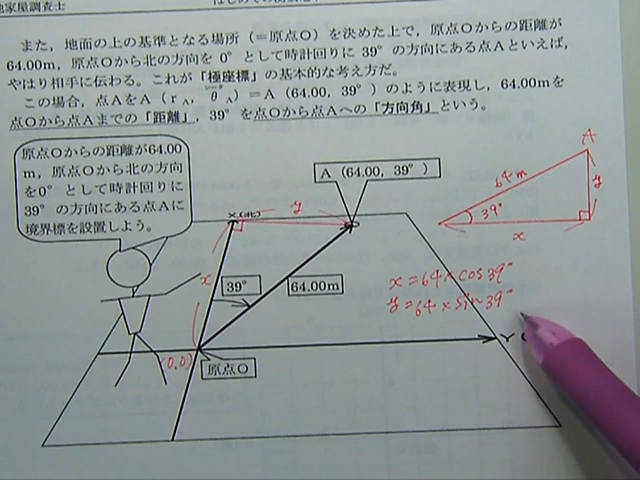 地家屋調査士
また，地面の上の基準となる場所（＝原点O）を決めた上で，原点Oからの距離が
64.00m，原点Oから北の方向を 0° として時計回りに 39° の方向にある点Aといえば，
やはり相手に伝わる。これが「極座標」の基本的な考え方だ。
この場合，点AをA（r A， θ A）＝A（64.00，39°）のように表現し，64.00mを
点Oから点Aまでの「距離」，39°を点Oから点Aへの「方向角」という。
原点Oからの距離が64.00
m，原点Oから北の方向
を0°として時計回りに
39°の方向にある点Aに
境界標を設置しよう。
A（64.00，39°）
X(北)
y
x
39°
64.00m
(0,0)
原点O
Y
A
64m
y
39°
x
x=64×cos39°
y=64×sin39°